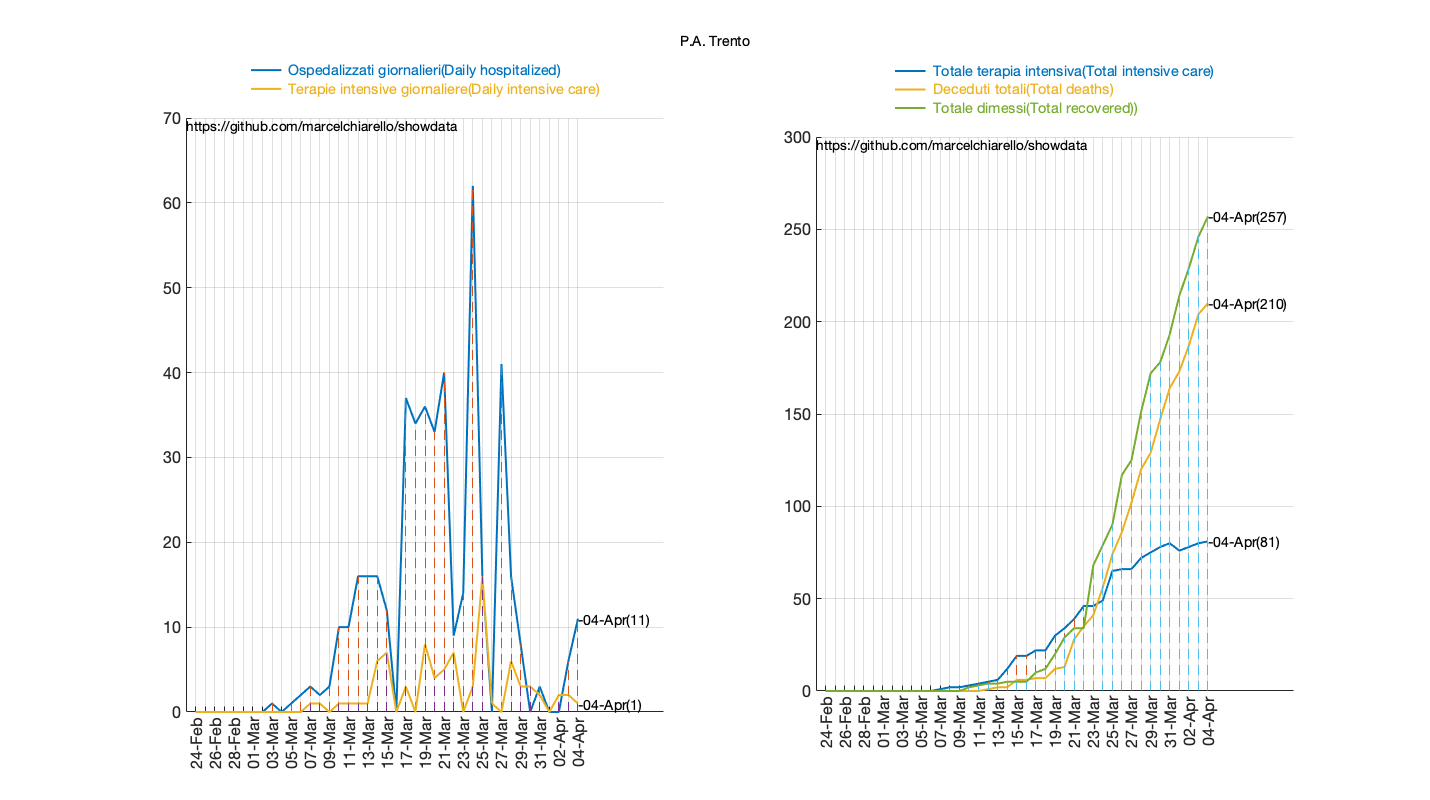 P.A. Trento
Ospedalizzati giornalieri(Daily hospitalized)
Terapie intensive giornaliere(Daily intensive care)
70
https://github.com/marcelchiarello/showdata
60
50
40
30
20
10
0
-04-Apr(11)
-04-Apr(1)
24-Feb
26-Feb
28-Feb
01-Mar
03-Mar
05-Mar
07-Mar
09-Mar
11-Mar
13-Mar
15-Mar
17-Mar
19-Mar
21-Mar
23-Mar
25-Mar
27-Mar
29-Mar
31-Mar
02-Apr
04-Apr
Totale terapia intensiva(Total intensive care)
Deceduti totali(Total deaths)
Totale dimessi(Total recovered))
300
https://github.com/marcelchiarello/showdata
250
200
150
100
50
0
-04-Apr(257)
-04-Apr(210)
-04-Apr(81)
24-Feb
26-Feb
28-Feb
01-Mar
03-Mar
05-Mar
07-Mar
09-Mar
11-Mar
13-Mar
15-Mar
17-Mar
19-Mar
21-Mar
23-Mar
25-Mar
27-Mar
29-Mar
31-Mar
02-Apr
04-Apr